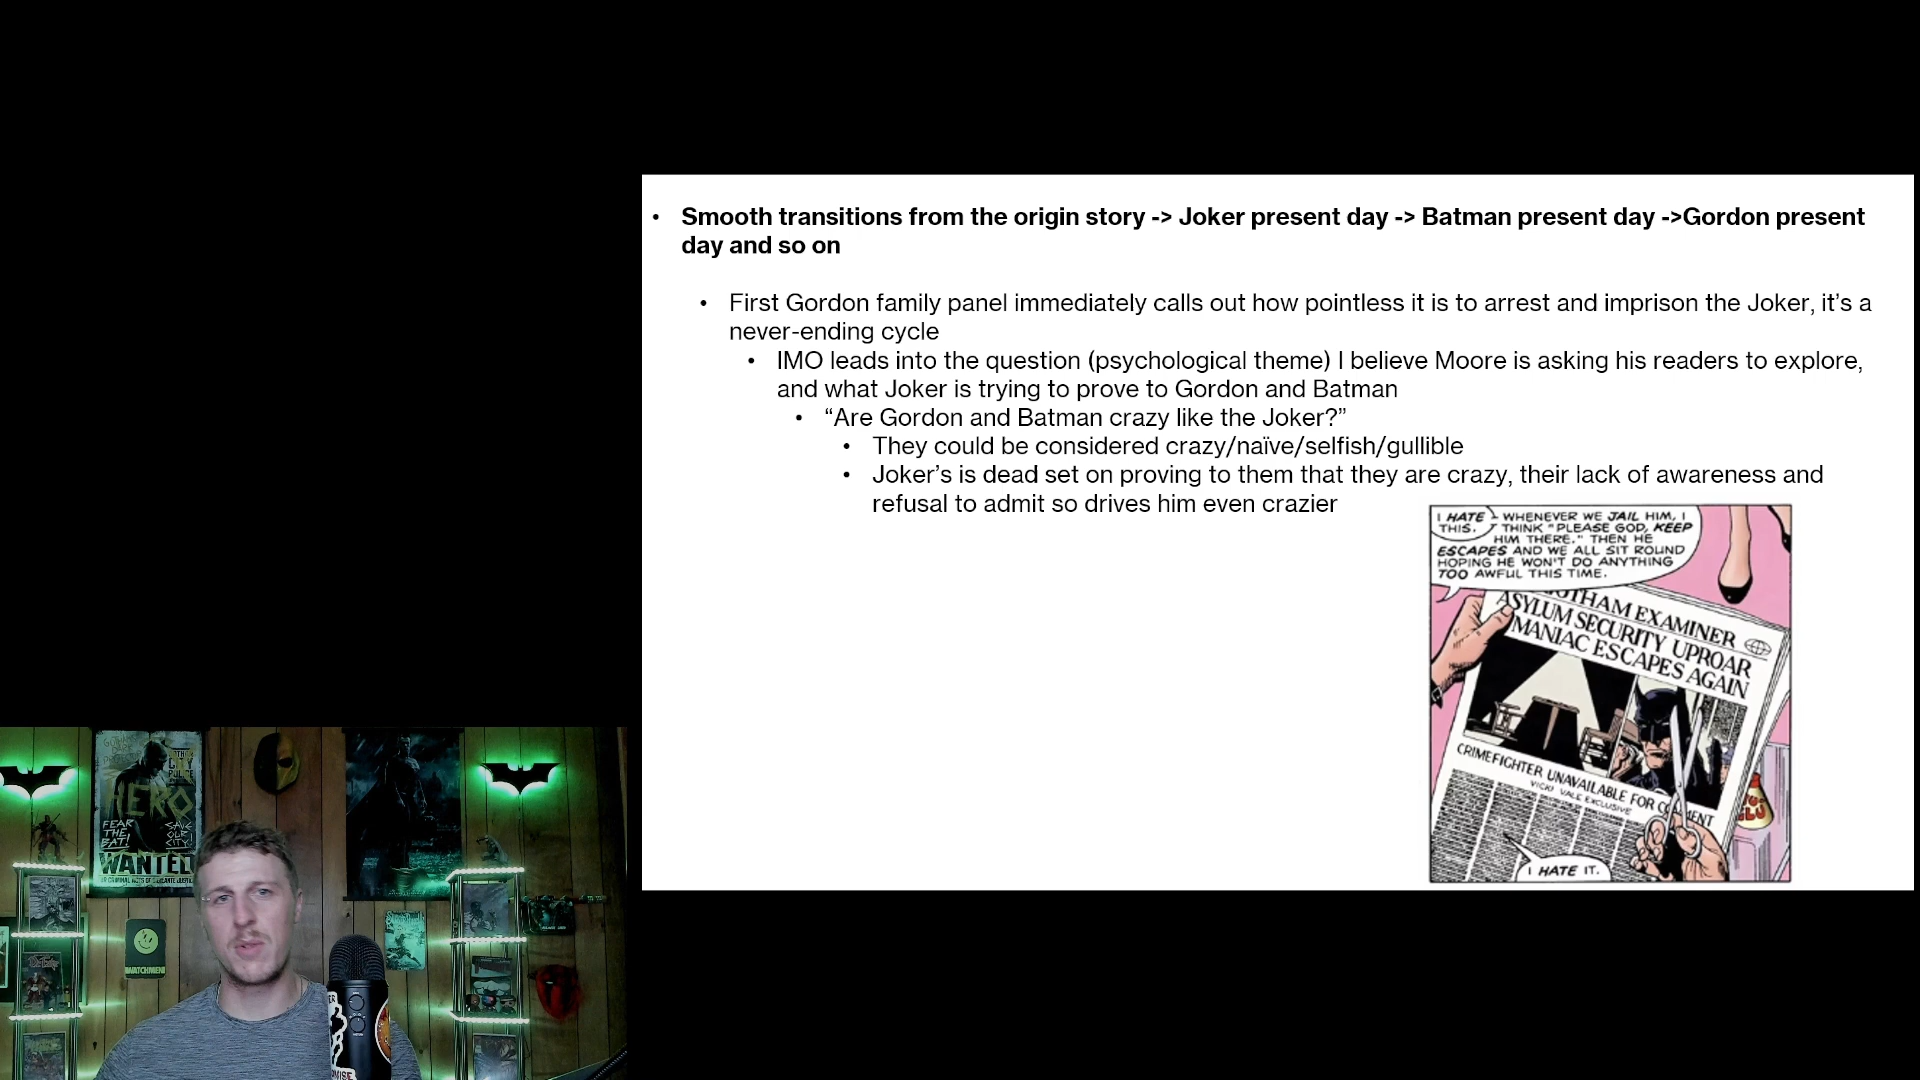 Smooth transitions from the origin story -> Joker present day -> Batman present day ->Gordon present
day and so on
First Gordon family panel immediately calls out how pointless it is to arrest and imprison the Joker, it's a
never-ending cycle
IMO leads into the question (psychological theme) I believe Moore is asking his readers to explore,
and what Joker is trying to prove to Gordon and Batman
“Are Gordon and Batman crazy like the Joker?”
They could be considered crazy/naïve/selfish/gullible
Joker's is dead set on proving to them that they are crazy, their lack of awareness and
refusal to admit so drives him even crazier
I HATE
THIS.
WHENEVER WE JAIL HIM, I
THINK "PLEASE GOD, KEEP
HIM THERE." THEN HE
ESCAPES AND WE ALL SIT ROUND
HOPING HE WON'T DO ANYTHING
TOO AWFUL THIS TIME.
GOTHAM EXAMINER
ASYLUM SECURITY UPROAR
MANIAC ESCAPES AGAIN
CRIMEFIGHTER UNAVAILABLE FOR
VICKI VALE EXCLUSIVE
I HATE IT.
HERO
FEAR
THE
BAT!
SAVE
OUR
CITY!
WANTED
WATCHMEN